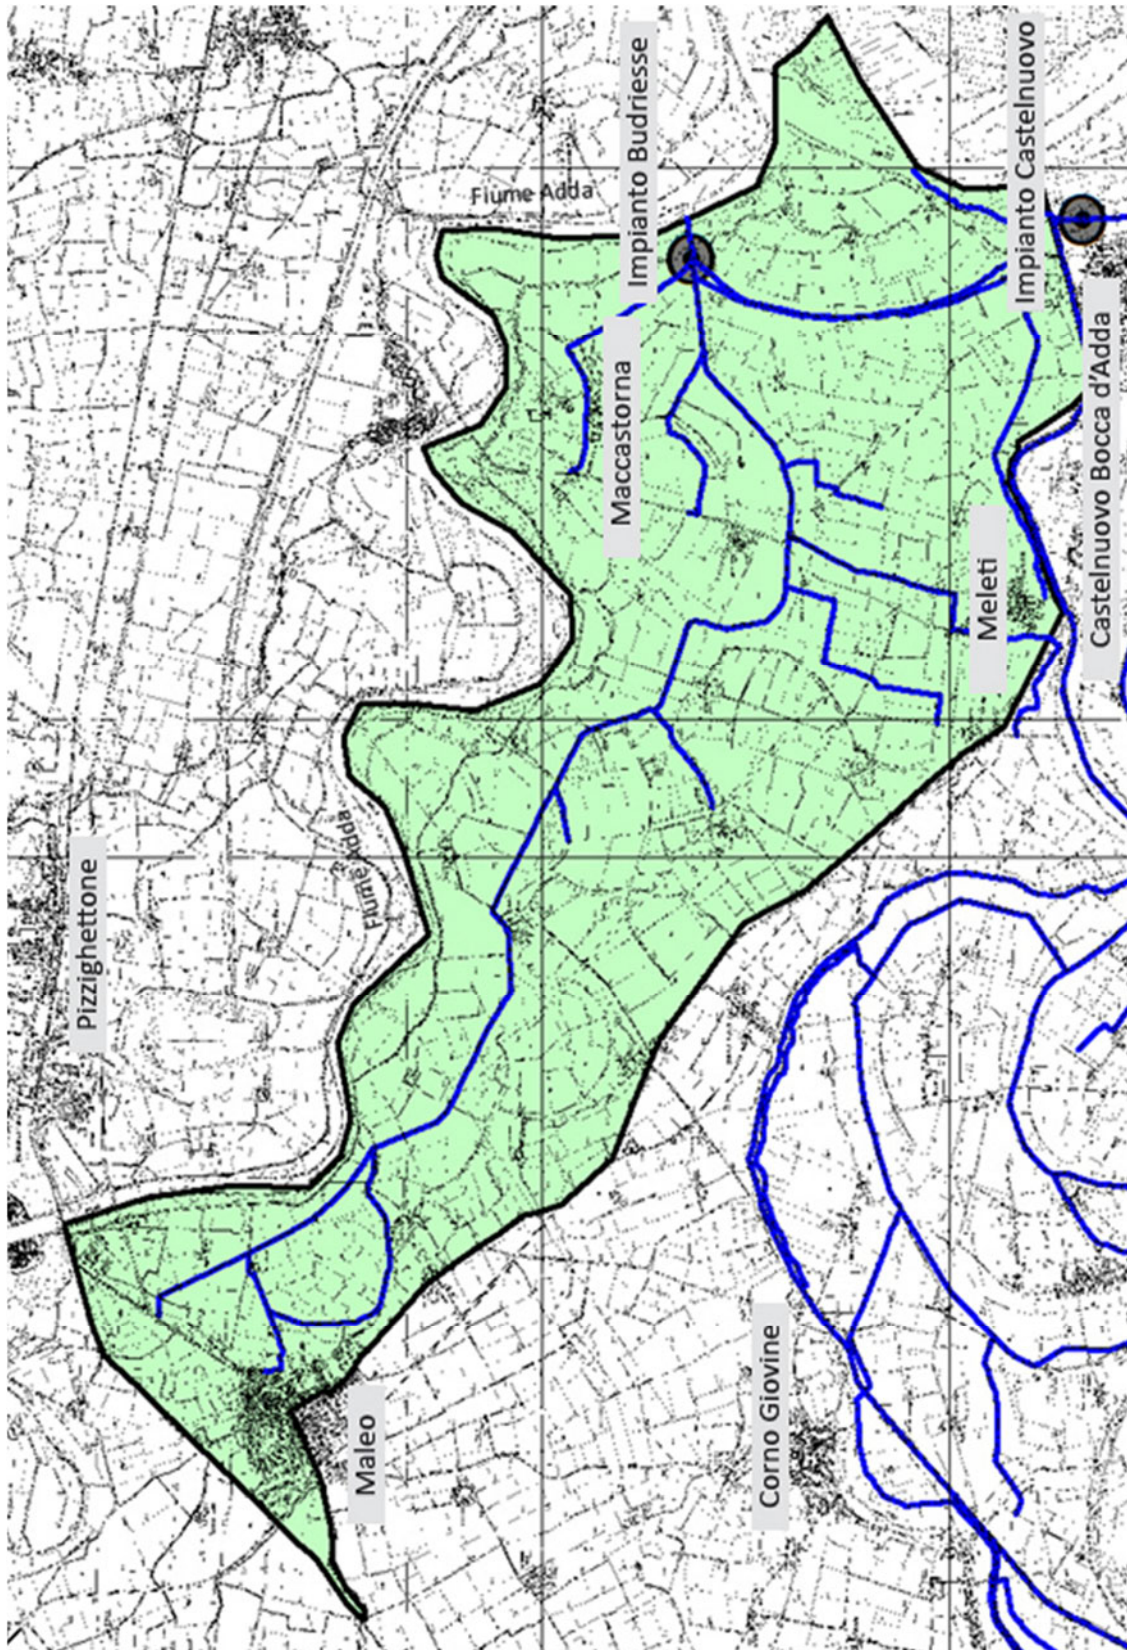 Pizzighettone
Fiume Adda
Fiume Adda
Impianto Budriesse
Impianto Castelnuovo
Maccastorna
Castelnuovo Bocca d'Adda
Meleti
Maleo
Corno Giovine